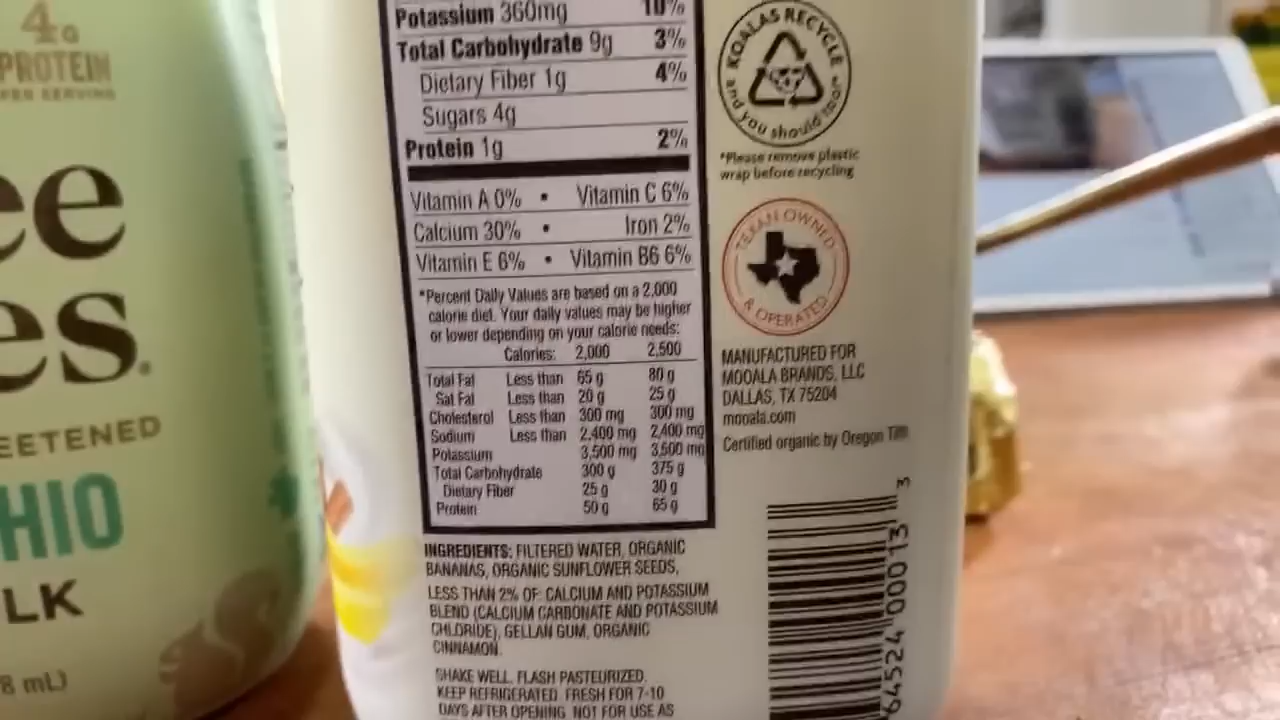 4g
PROTEIN
PER SERVING
ee
es.
EETENED
HIO
LK
8 mL)
Potassium 360mg 10%
Total Carbohydrate 9g 3%
Dietary Fiber 1g 4%
Sugars 4g
Protein 1g 2%
Vitamin A 0% • Vitamin C 6%
Calcium 30% • Iron 2%
Vitamin E 6% • Vitamin B6 6%
*Percent Daily Values are based on a 2,000
calorie diet. Your daily values may be higher
or lower depending on your calorie needs:
Calories: 2,000 2,500
Total Fat Less than 65 g 80 g
Sat Fat Less than 20 g 25 g
Cholesterol Less than 300 mg 300 mg
Sodium Less than 2,400 mg 2,400 mg
Potassium 3,500 mg 3,500 mg
Total Carbohydrate 300 g 375 g
Dietary Fiber 25 g 30 g
Protein 50 g 65 g
INGREDIENTS: FILTERED WATER, ORGANIC
BANANAS, ORGANIC SUNFLOWER SEEDS,
LESS THAN 2% OF: CALCIUM AND POTASSIUM
BLEND (CALCIUM CARBONATE AND POTASSIUM
CHLORIDE), GELLAN GUM, ORGANIC
CINNAMON.
SHAKE WELL. FLASH PASTEURIZED.
KEEP REFRIGERATED. FRESH FOR 7-10
DAYS AFTER OPENING. NOT FOR USE AS
KOALAS RECYCLE
and you should too!*
*Please remove plastic
wrap before recycling
TEXAN OWNED
& OPERATED
MANUFACTURED FOR
MOOALA BRANDS, LLC
DALLAS, TX 75204
mooala.com
Certified organic by Oregon Tilth
64524 00013 3